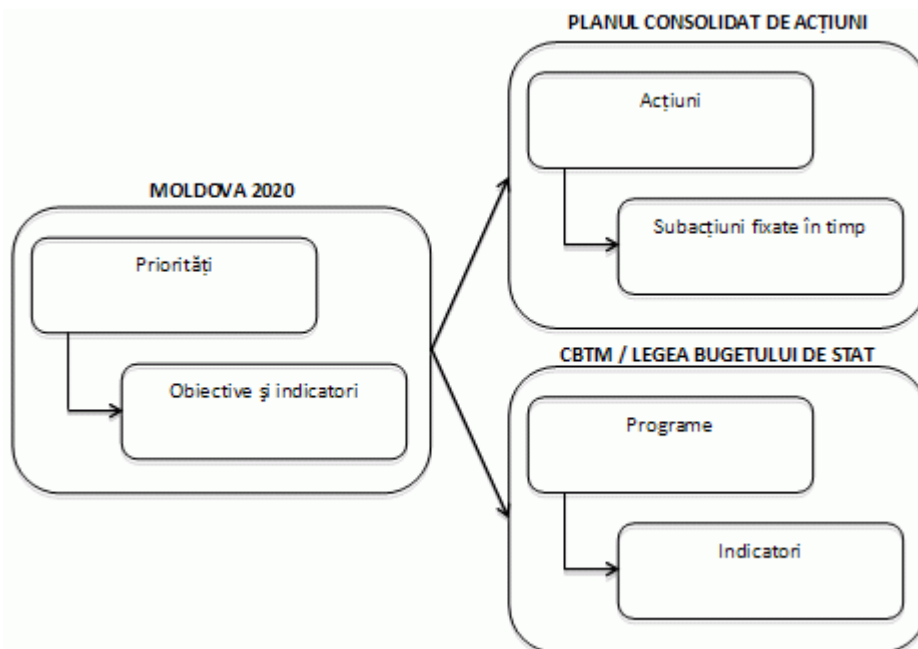 MOLDOVA 2020
Priorități
Obiective şi indicatori
PLANUL CONSOLIDAT DE ACȚIUNI
Acțiuni
Subacțiuni fixate în timp
CBTM / LEGEA BUGETULUI DE STAT
Programe
Indicatori